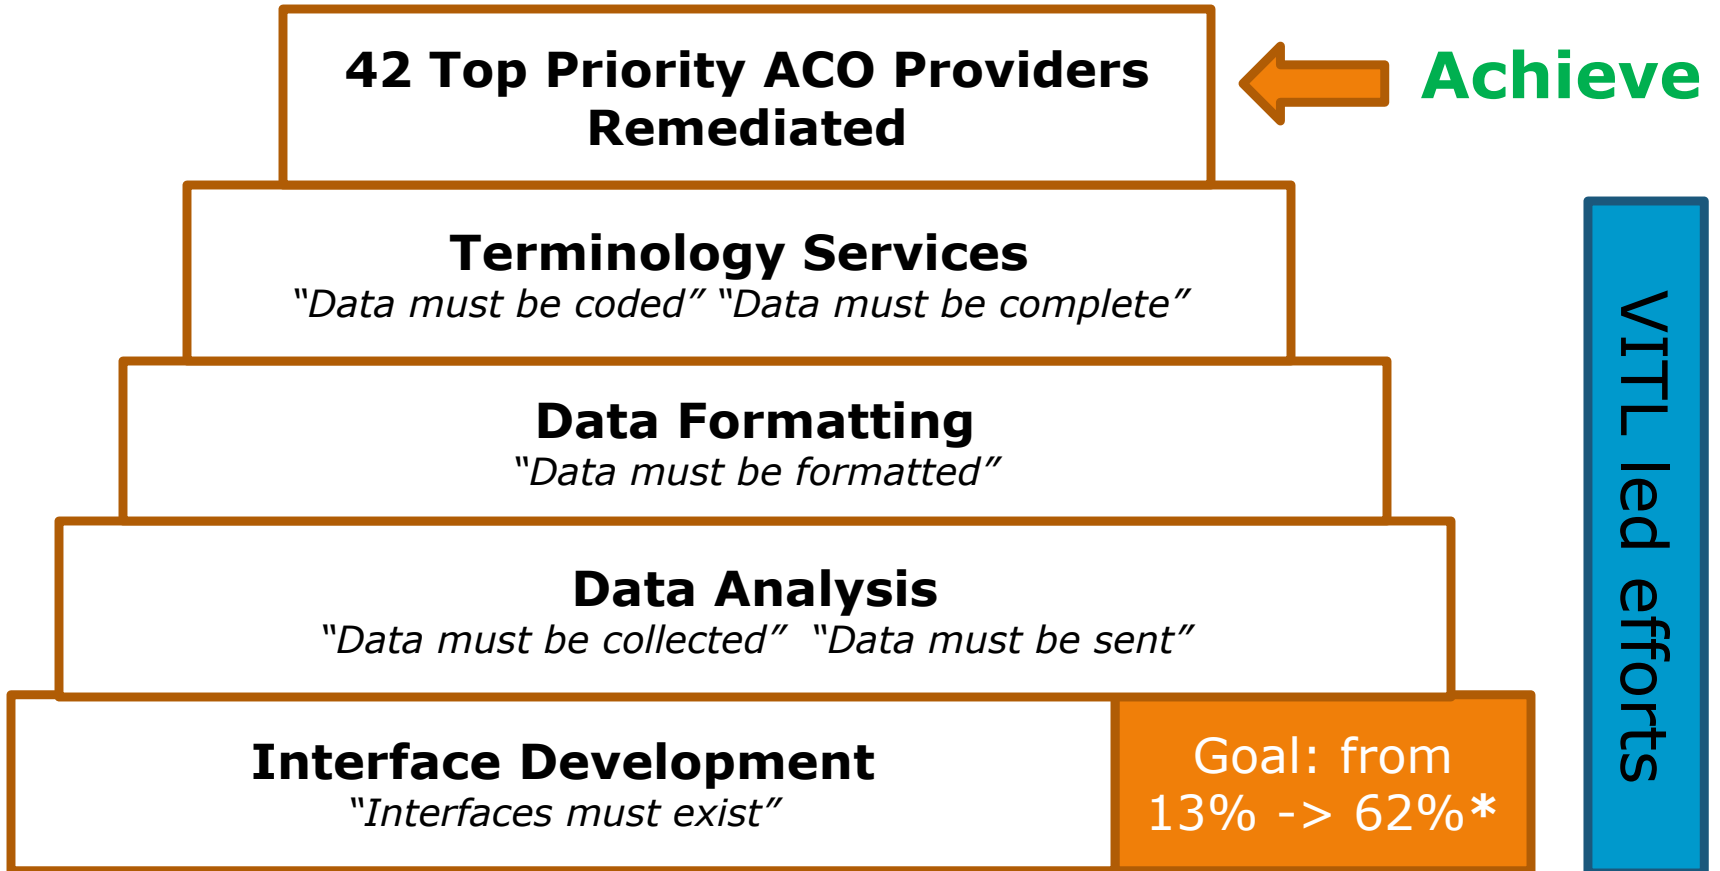 42 Top Priority ACO Providers
Remediated
Achieve
Terminology Services
“Data must be coded” “Data must be complete”
Data Formatting
“Data must be formatted”
Data Analysis
“Data must be collected”  “Data must be sent”
Interface Development
“Interfaces must exist”
Goal: from
13% -> 62%*
VITL led efforts